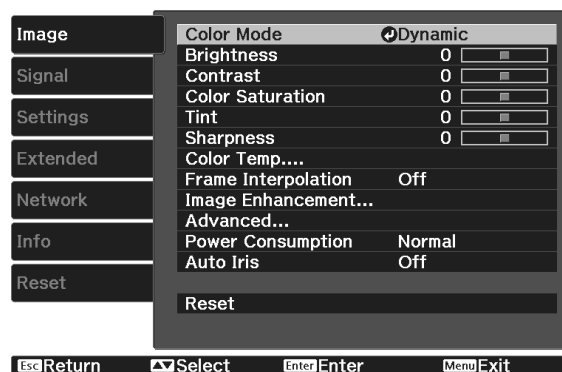 Image
Signal
Settings
Extended
Network
Info
Reset
Color Mode Dynamic
Brightness 0
Contrast 0
Color Saturation 0
Tint 0
Sharpness 0
Color Temp....
Frame Interpolation Off
Image Enhancement...
Advanced...
Power Consumption Normal
Auto Iris Off
Reset
Esc Return Select Enter Enter Menu Exit